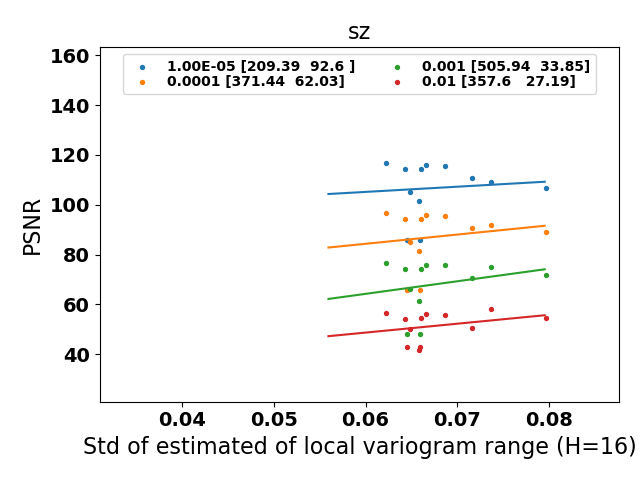 sz
1.00E-05 [209.39  92.6 ]
0.0001 [371.44  62.03]
0.001 [505.94  33.85]
0.01 [357.6   27.19]
PSNR
160
140
120
100
80
60
40
0.04 0.05 0.06 0.07 0.08
Std of estimated of local variogram range (H=16)